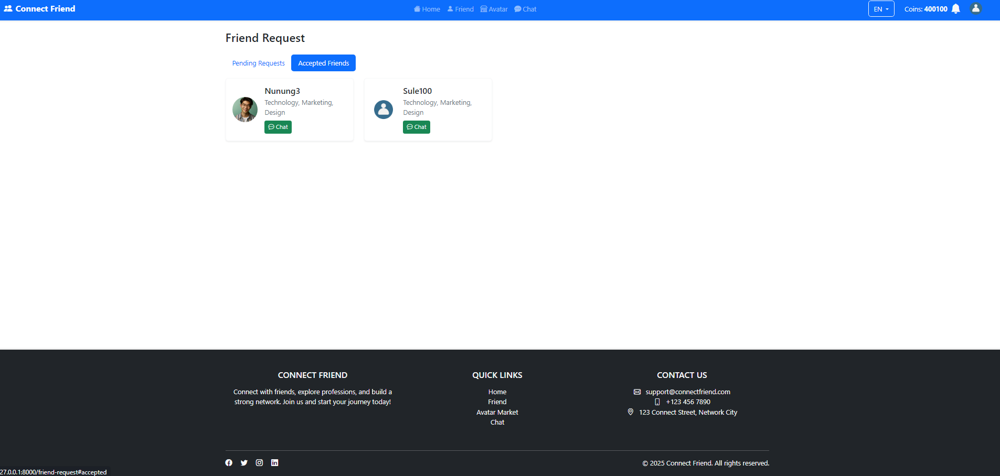 Connect Friend
Home
Friend
Avatar
Chat
EN
Coins: 400100
Friend Request
Pending Requests
Accepted Friends
Nunung3
Technology, Marketing,
Design
Chat
Sule100
Technology, Marketing,
Design
Chat
CONNECT FRIEND
Connect with friends, explore professions, and build a
strong network. Join us and start your journey today!
QUICK LINKS
Home
Friend
Avatar Market
Chat
CONTACT US
support@connectfriend.com
+123 456 7890
123 Connect Street, Network City
© 2025 Connect Friend. All rights reserved.
27.0.0.1:8000/friend-request#accepted